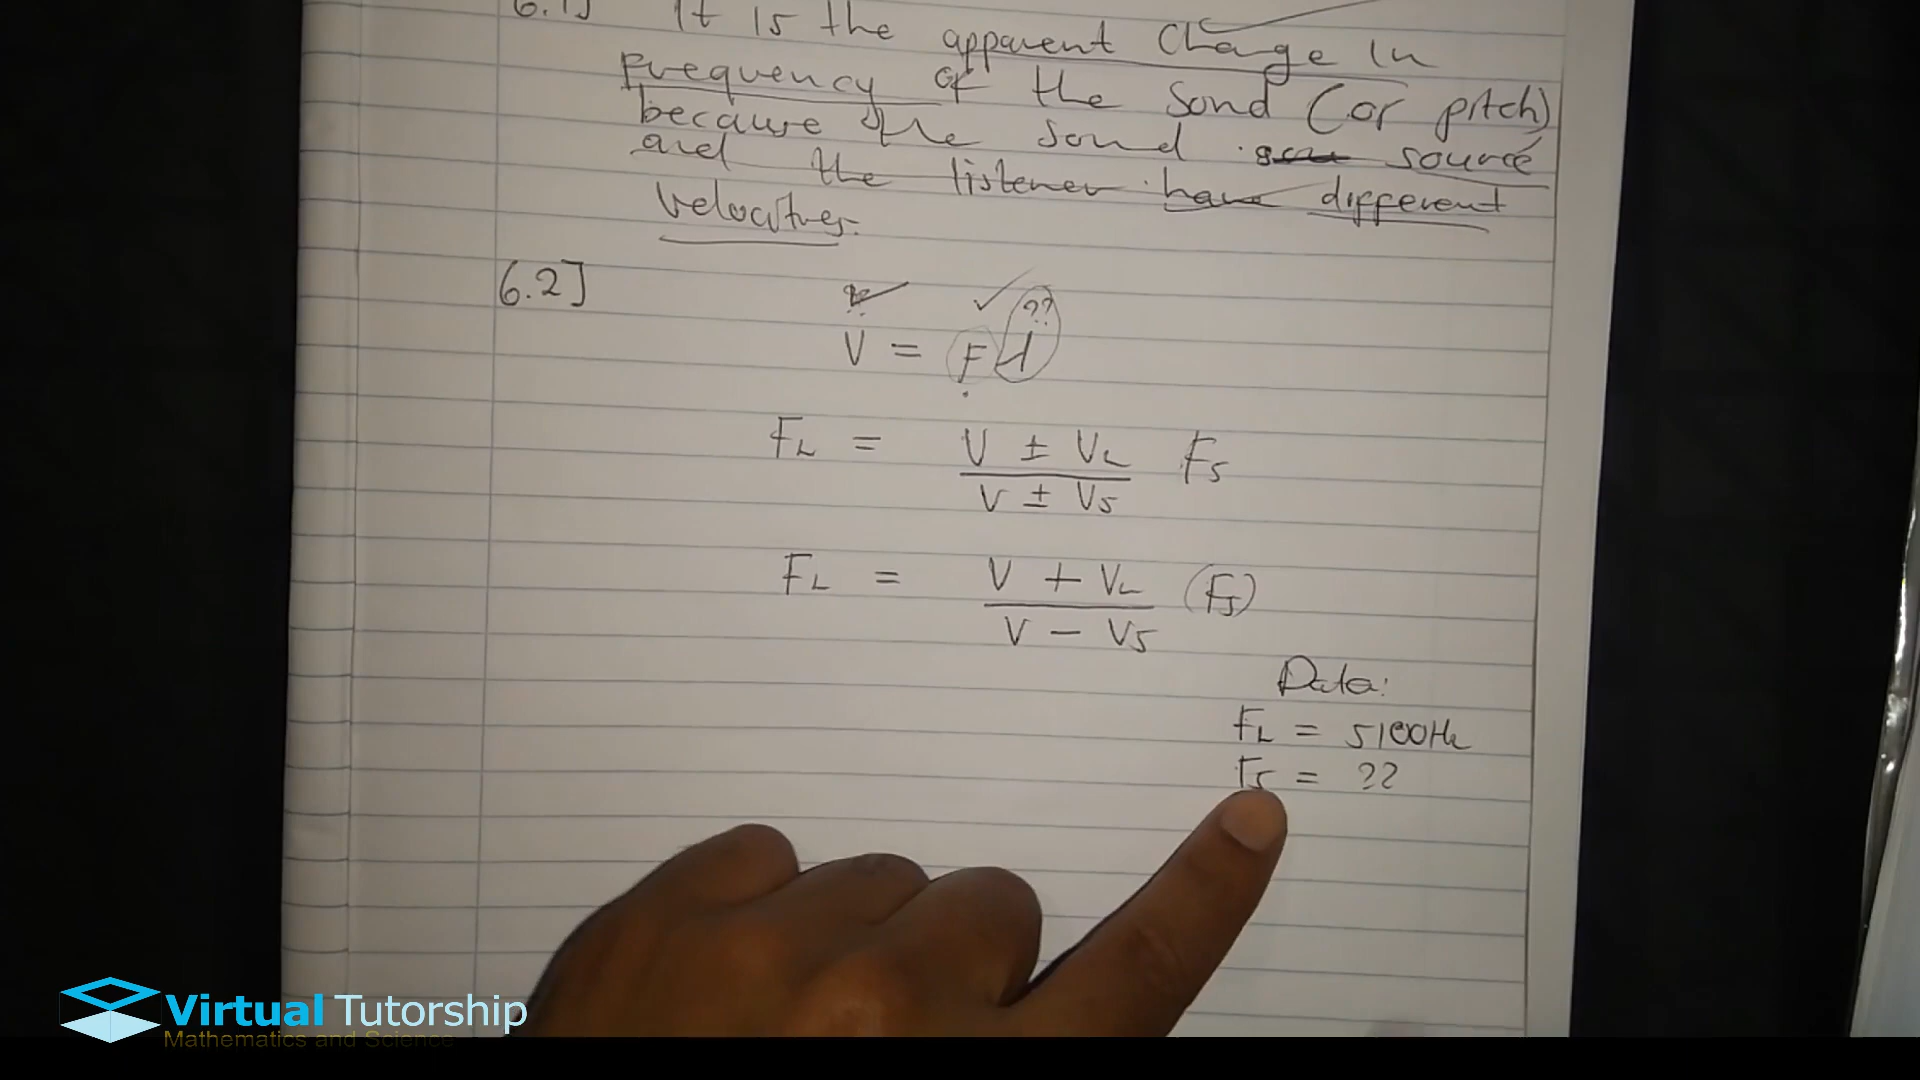 6.1] It is the apparent change in
frequency of the sond (or pitch)
because the sond source
and the listener have different
velocities.
6.2]
??
V = Fλ
FL = V ± VL FS
V ± VS
FL = V + VL (FS)
V - VS
Data:
FL = 5100Hz
FS = ??
Virtual Tutorship
Mathematics and Science